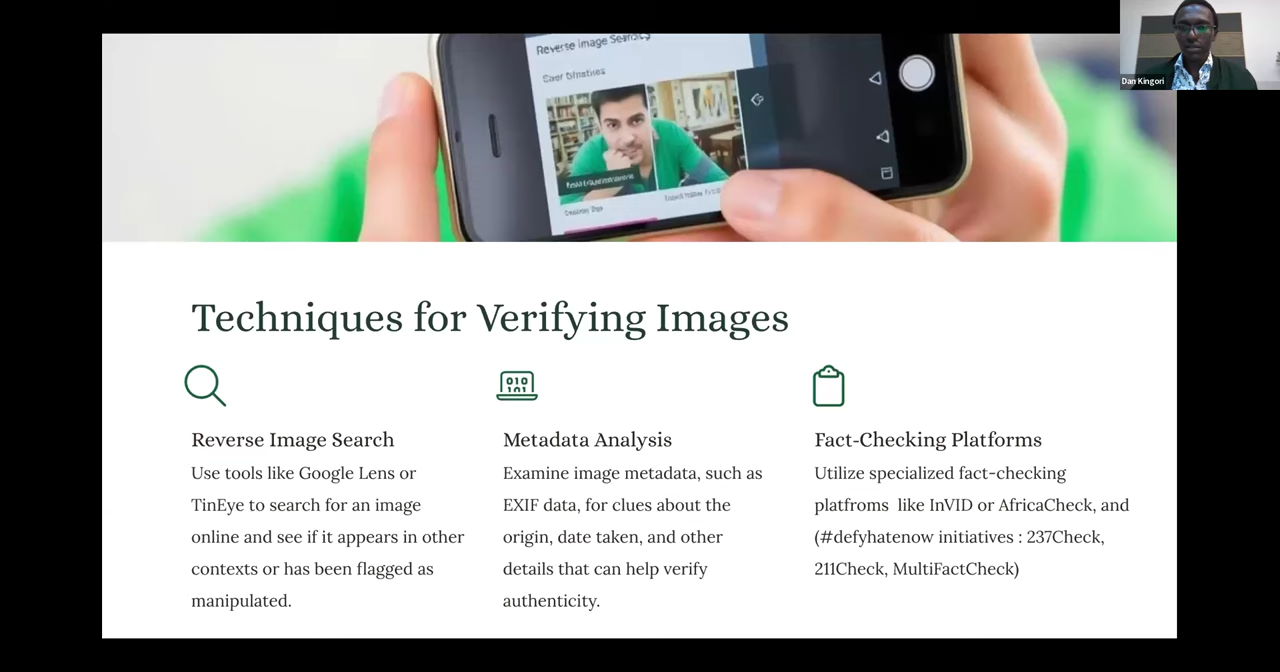 Reverse image Search
Dan Kingori
Techniques for Verifying Images
010
101
Reverse Image Search
Use tools like Google Lens or
TinEye to search for an image
online and see if it appears in other
contexts or has been flagged as
manipulated.
Metadata Analysis
Examine image metadata, such as
EXIF data, for clues about the
origin, date taken, and other
details that can help verify
authenticity.
Fact-Checking Platforms
Utilize specialized fact-checking
platfroms like InVID or AfricaCheck, and
(#defyhatenow initiatives : 237Check,
211Check, MultiFactCheck)